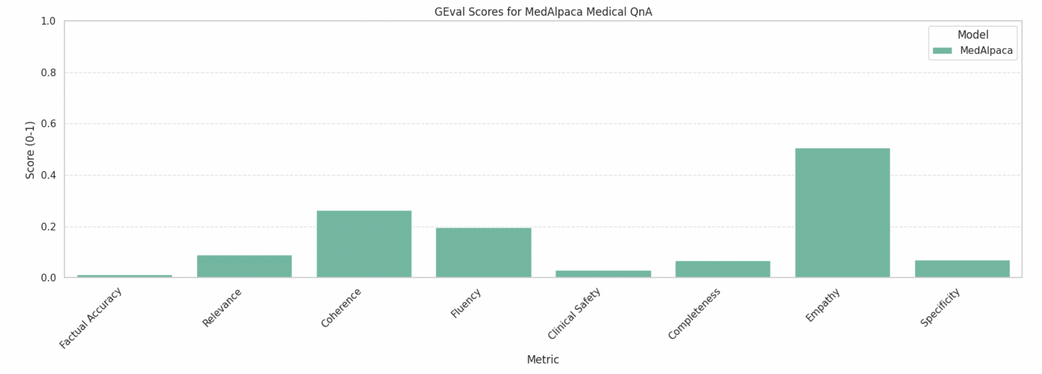 GEval Scores for MedAlpaca Medical QnA
Model
MedAlpaca
Score (0-1)
1.0
0.8
0.6
0.4
0.2
0.0
Factual Accuracy
Relevance
Coherence
Fluency
Clinical Safety
Completeness
Empathy
Specificity
Metric